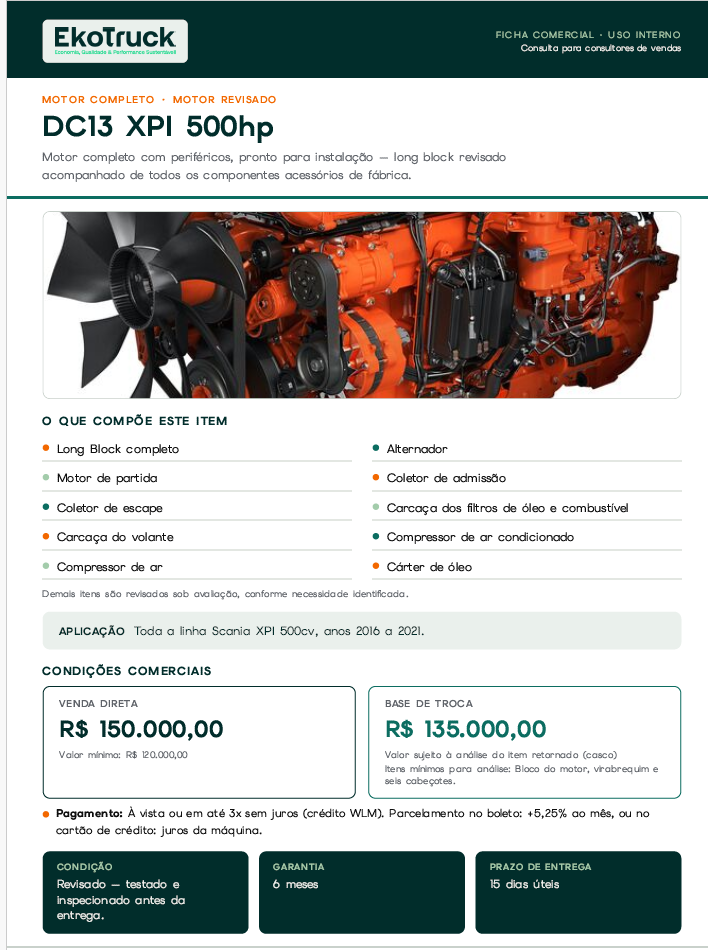 EkoTruck
Economia, Qualidade & Performance Sustentável!
FICHA COMERCIAL · USO INTERNO
Consulta para consultores de vendas
MOTOR COMPLETO · MOTOR REVISADO
DC13 XPI 500hp
Motor completo com periféricos, pronto para instalação — long block revisado
acompanhado de todos os componentes acessórios de fábrica.
O QUE COMPÕE ESTE ITEM
Long Block completo
Alternador
Motor de partida
Coletor de admissão
Coletor de escape
Carcaça dos filtros de óleo e combustível
Carcaça do volante
Compressor de ar condicionado
Compressor de ar
Cárter de óleo
Demais itens são revisados sob avaliação, conforme necessidade identificada.
APLICAÇÃO Toda a linha Scania XPI 500cv, anos 2016 a 2021.
CONDIÇÕES COMERCIAIS
VENDA DIRETA
R$ 150.000,00
Valor mínimo: R$ 120.000,00
BASE DE TROCA
R$ 135.000,00
Valor sujeito à análise do item retornado (casco)
Itens mínimos para análise: Bloco do motor, virabrequim e
seis cabeçotes.
Pagamento: À vista ou em até 3x sem juros (crédito WLM). Parcelamento no boleto: +5,25% ao mês, ou no
cartão de crédito: juros da máquina.
CONDIÇÃO
Revisado — testado e
inspecionado antes da
entrega.
GARANTIA
6 meses
PRAZO DE ENTREGA
15 dias úteis